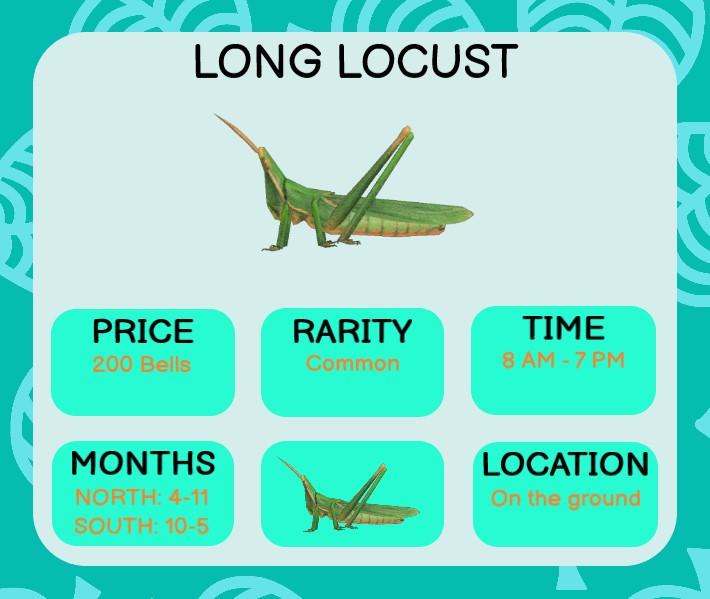 LONG LOCUST
PRICE
200 Bells
RARITY
Common
TIME
8 AM - 7 PM
MONTHS
NORTH: 4-11
SOUTH: 10-5
LOCATION
On the ground